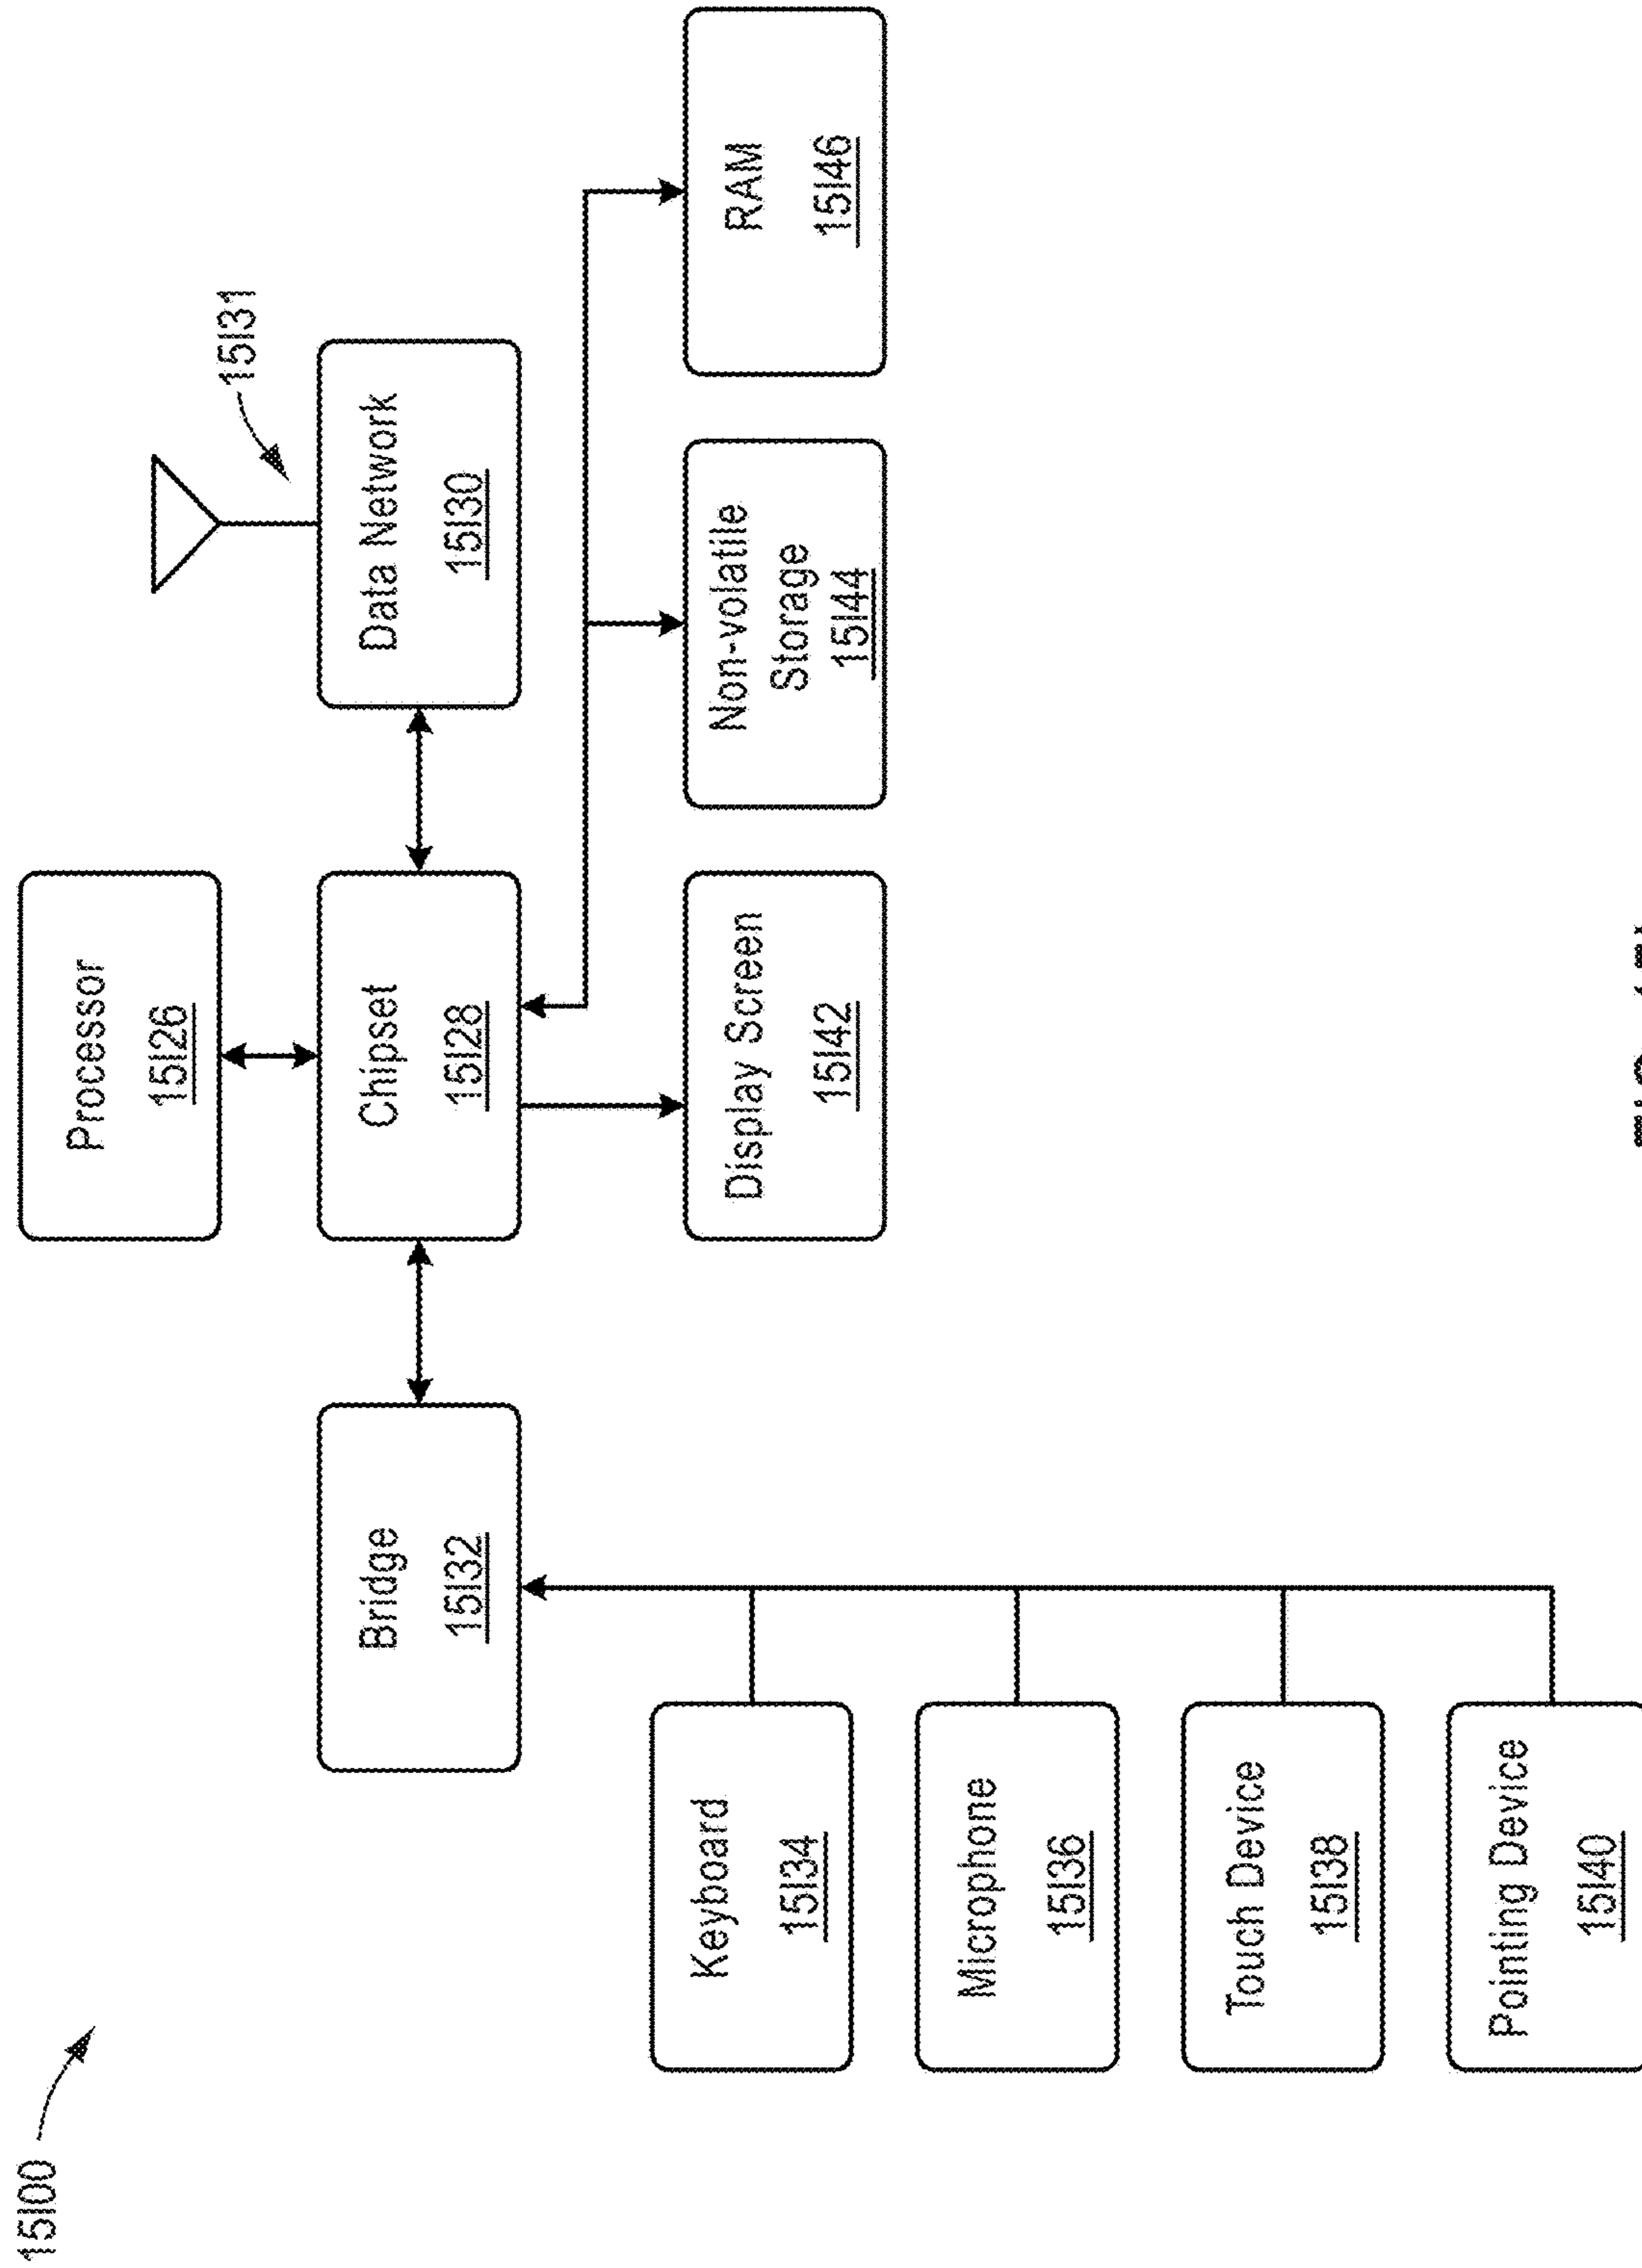 15I00
Processor
15I26
15I31
Bridge
15I32
Chipset
15I28
Data Network
15I30
Keyboard
15I34
Display Screen
15I42
Non-volatile
Storage
15I44
RAM
15I46
Microphone
15I36
Touch Device
15I38
Pointing Device
15I40